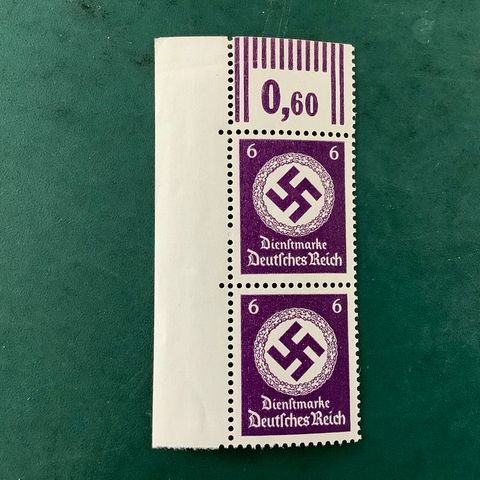 0,60
6 6
Dienſtmarke
Deutſches Reich
6 6
Dienſtmarke
Deutſches Reich